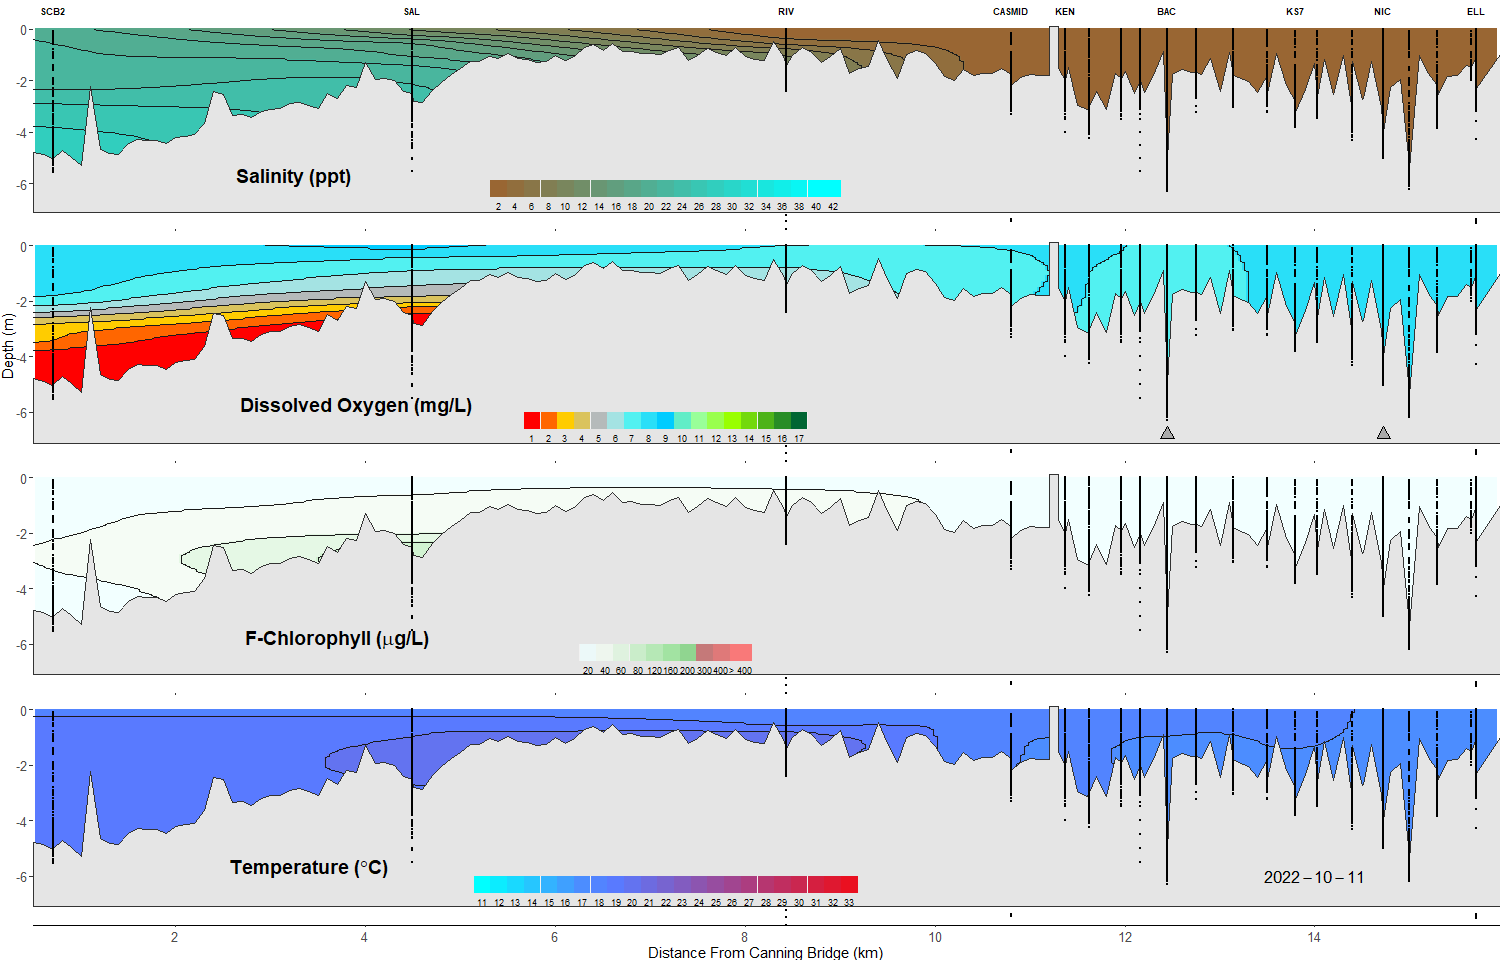 SCB2 SAL RIV CASMID KEN BAC KS7 NIC ELL
0
-2
-4
-6
Salinity (ppt)
2 4 6 8 10 12 14 16 18 20 22 24 26 28 30 32 34 36 38 40 42
0
-2
-4
-6
Depth (m)
Dissolved Oxygen (mg/L)
1 2 3 4 5 6 7 8 9 10 11 12 13 14 15 16 17
0
-2
-4
-6
F-Chlorophyll (μg/L)
20 40 60 80 120 160 200 300 400 > 400
0
-2
-4
-6
Temperature (°C)
11 12 13 14 15 16 17 18 19 20 21 22 23 24 25 26 27 28 29 30 31 32 33
2022 – 10 – 11
2 4 6 8 10 12 14
Distance From Canning Bridge (km)